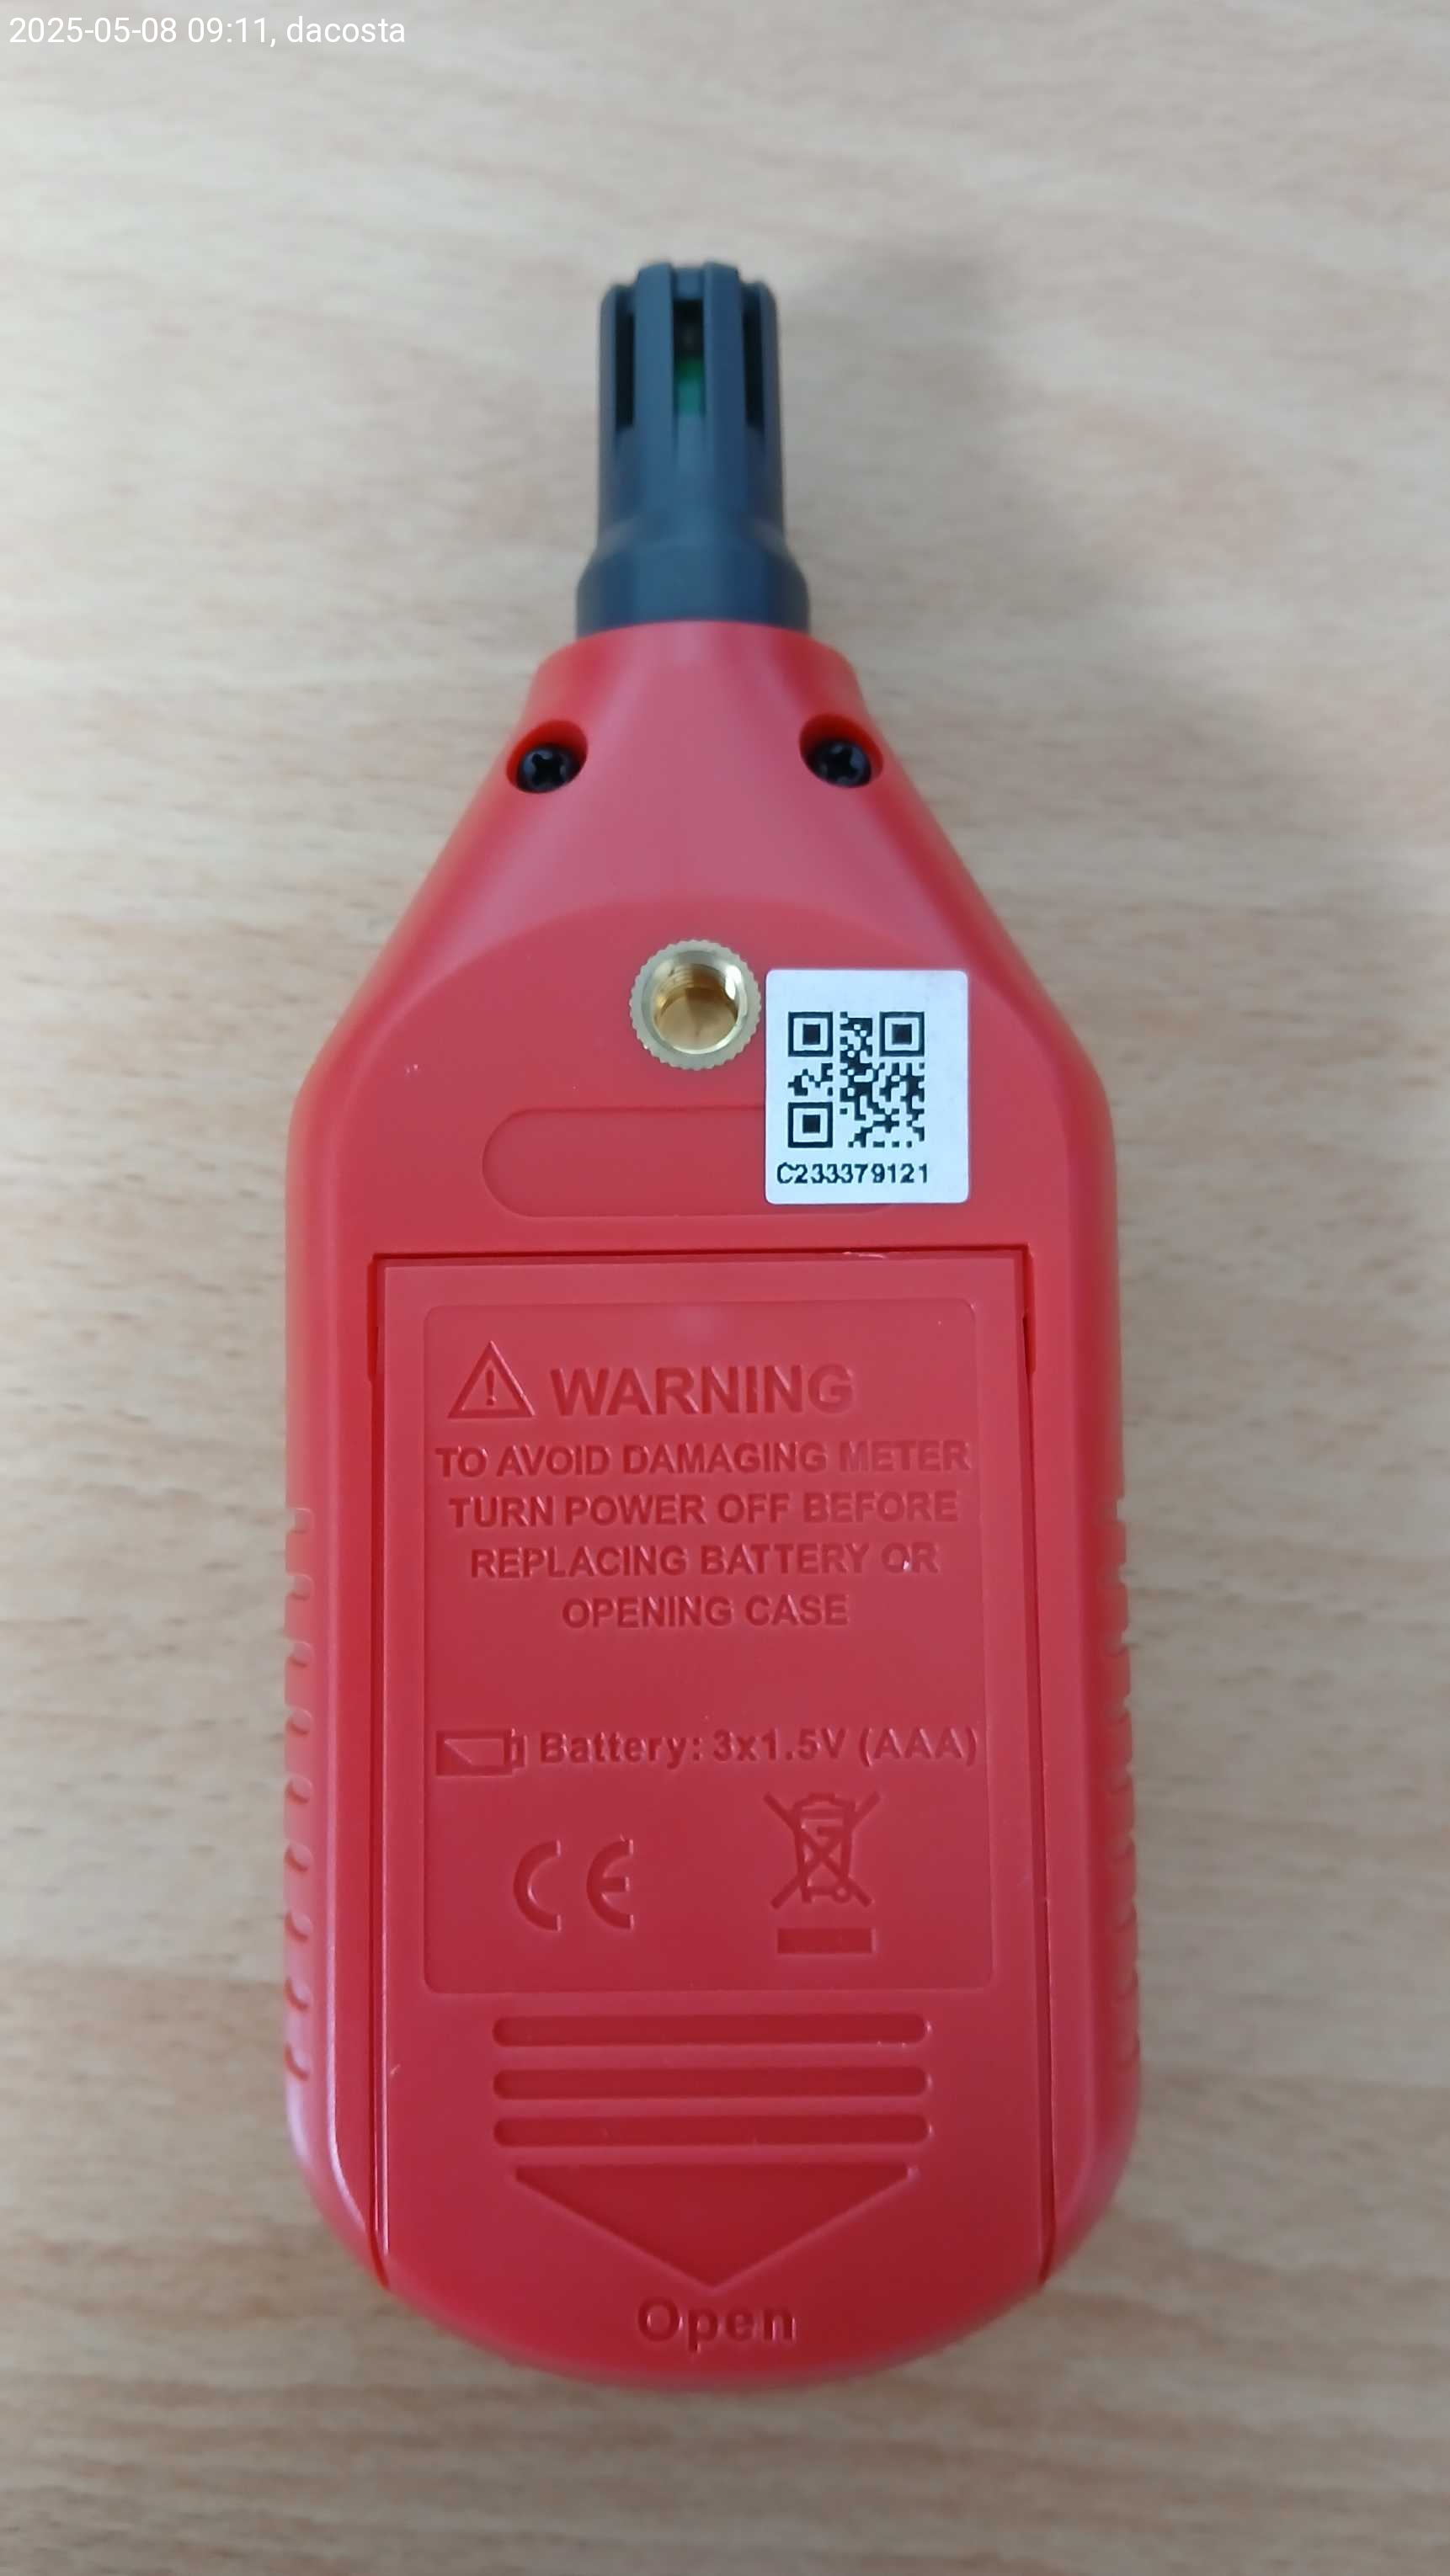 2025-05-08 09:11, dacosta
C233379121
WARNING
TO AVOID DAMAGING METER
TURN POWER OFF BEFORE
REPLACING BATTERY OR
OPENING CASE
Battery: 3x1.5V (AAA)
CE
Open